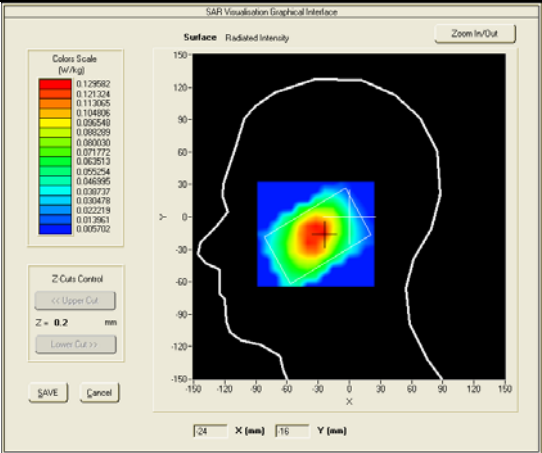 SAR Visualisation Graphical Interface
Surface Radiated Intensity
Zoom In/Out
Colors Scale
(W/kg)
0.129582
0.121324
0.113065
0.104806
0.096548
0.088289
0.080030
0.071772
0.063513
0.055254
0.046995
0.038737
0.030478
0.022219
0.013961
0.005702
Z-Cuts Control
<< Upper Cut
Z = 0.2 mm
Lower Cut >>
SAVE Cancel
150
120
90
60
30
0
-30
-60
-90
-120
-150
Y
-150 -120 -90 -60 -30 0 30 60 90 120 150
X
-24 X (mm) -16 Y (mm)